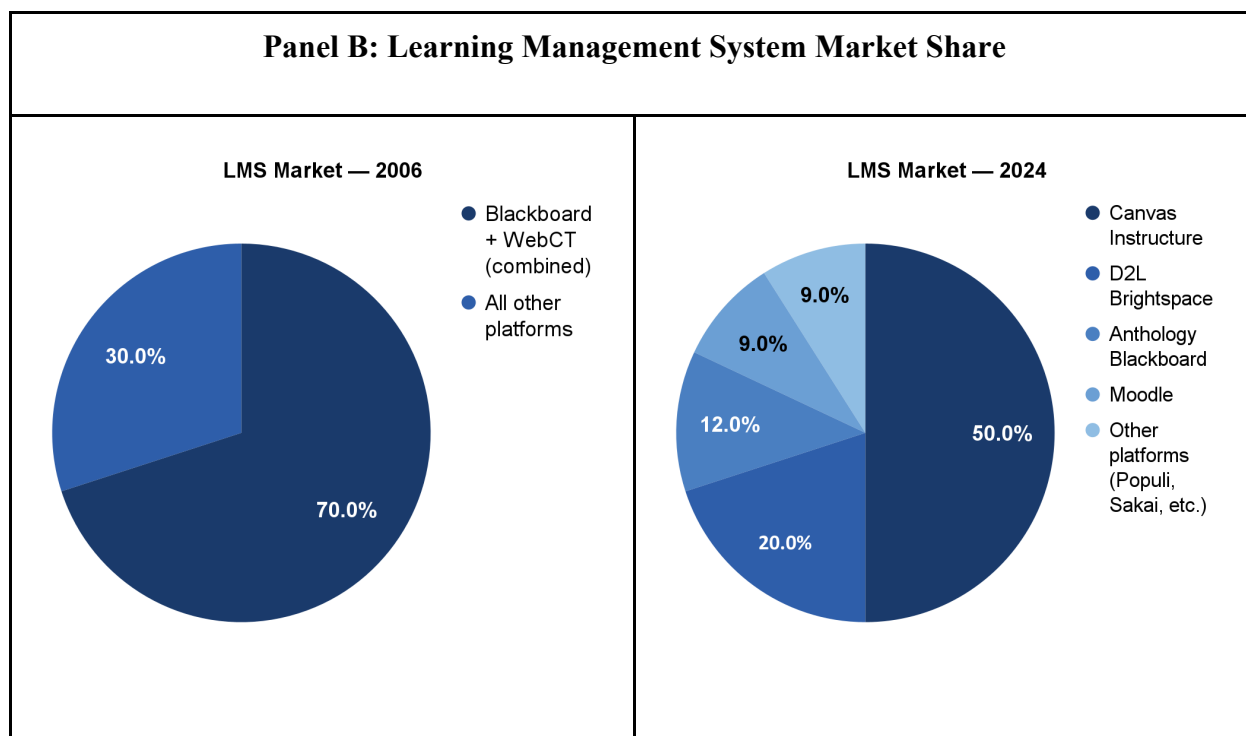 Panel B: Learning Management System Market Share
LMS Market — 2006
Blackboard
+ WebCT
(combined)
All other
platforms
30.0%
70.0%
LMS Market — 2024
Canvas
Instructure
D2L
Brightspace
Anthology
Blackboard
Moodle
Other
platforms
(Populi,
Sakai, etc.)
9.0%
9.0%
12.0%
50.0%
20.0%